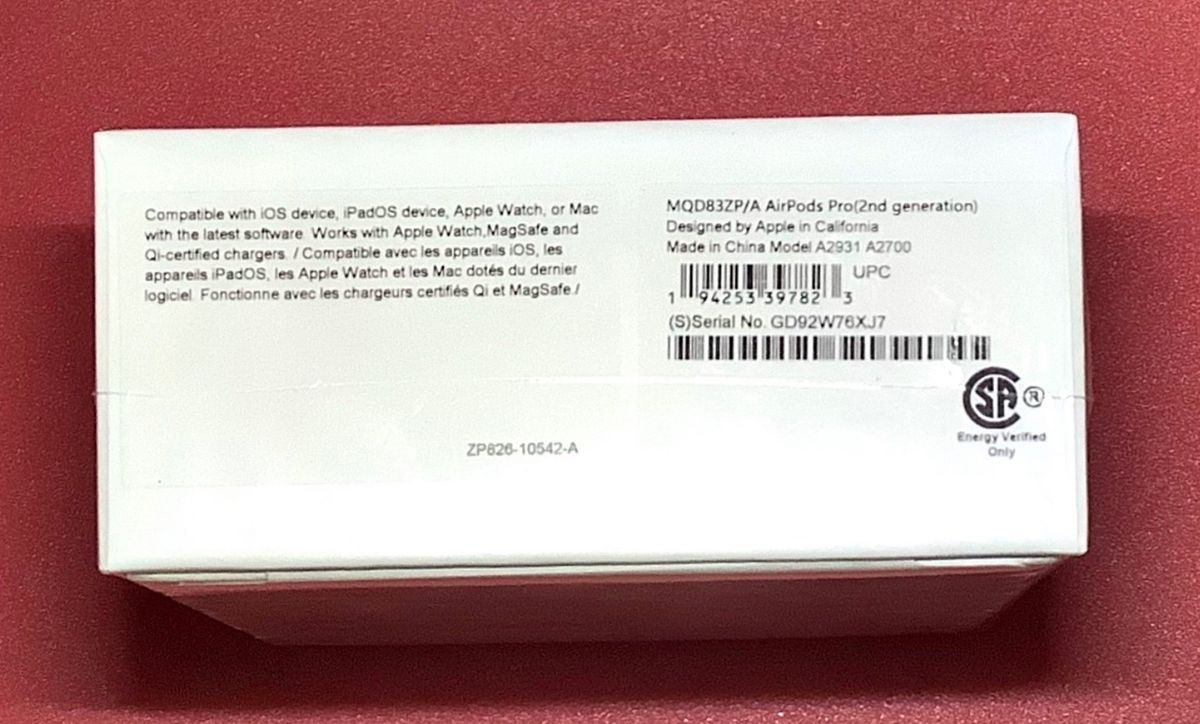 Compatible with iOS device, iPadOS device, Apple Watch, or Mac
with the latest software. Works with Apple Watch,MagSafe and
Qi-certified chargers. / Compatible avec les appareils iOS, les
appareils iPadOS, les Apple Watch et les Mac dotés du dernier
logiciel. Fonctionne avec les chargeurs certifiés Qi et MagSafe./
ZP626-10542-A
MQD83ZP/A AirPods Pro(2nd generation)
Designed by Apple in California
Made in China Model A2931 A2700
UPC
1 94253 39782 3
(S)Serial No. GD92W76XJ7
SA ®
Energy Verified
Only